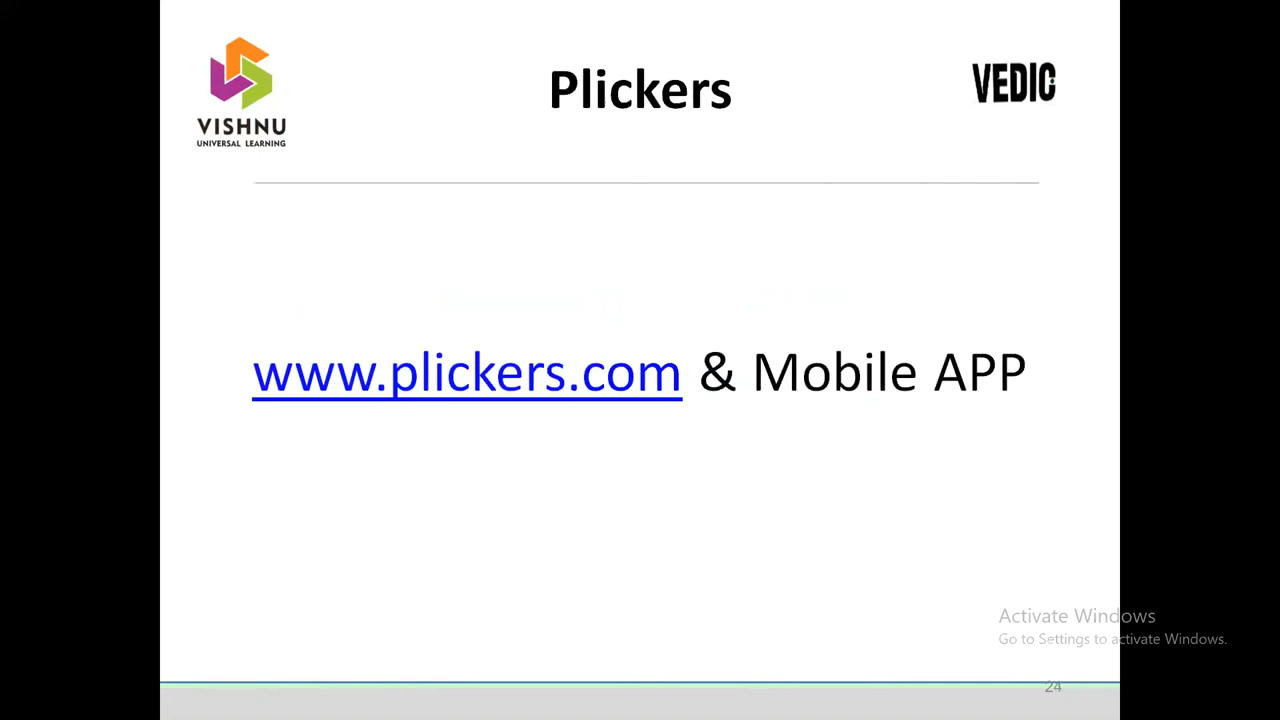 VISHNU
UNIVERSAL LEARNING
Plickers
VEDIC
www.plickers.com & Mobile APP
Activate Windows
Go to Settings to activate Windows.
24